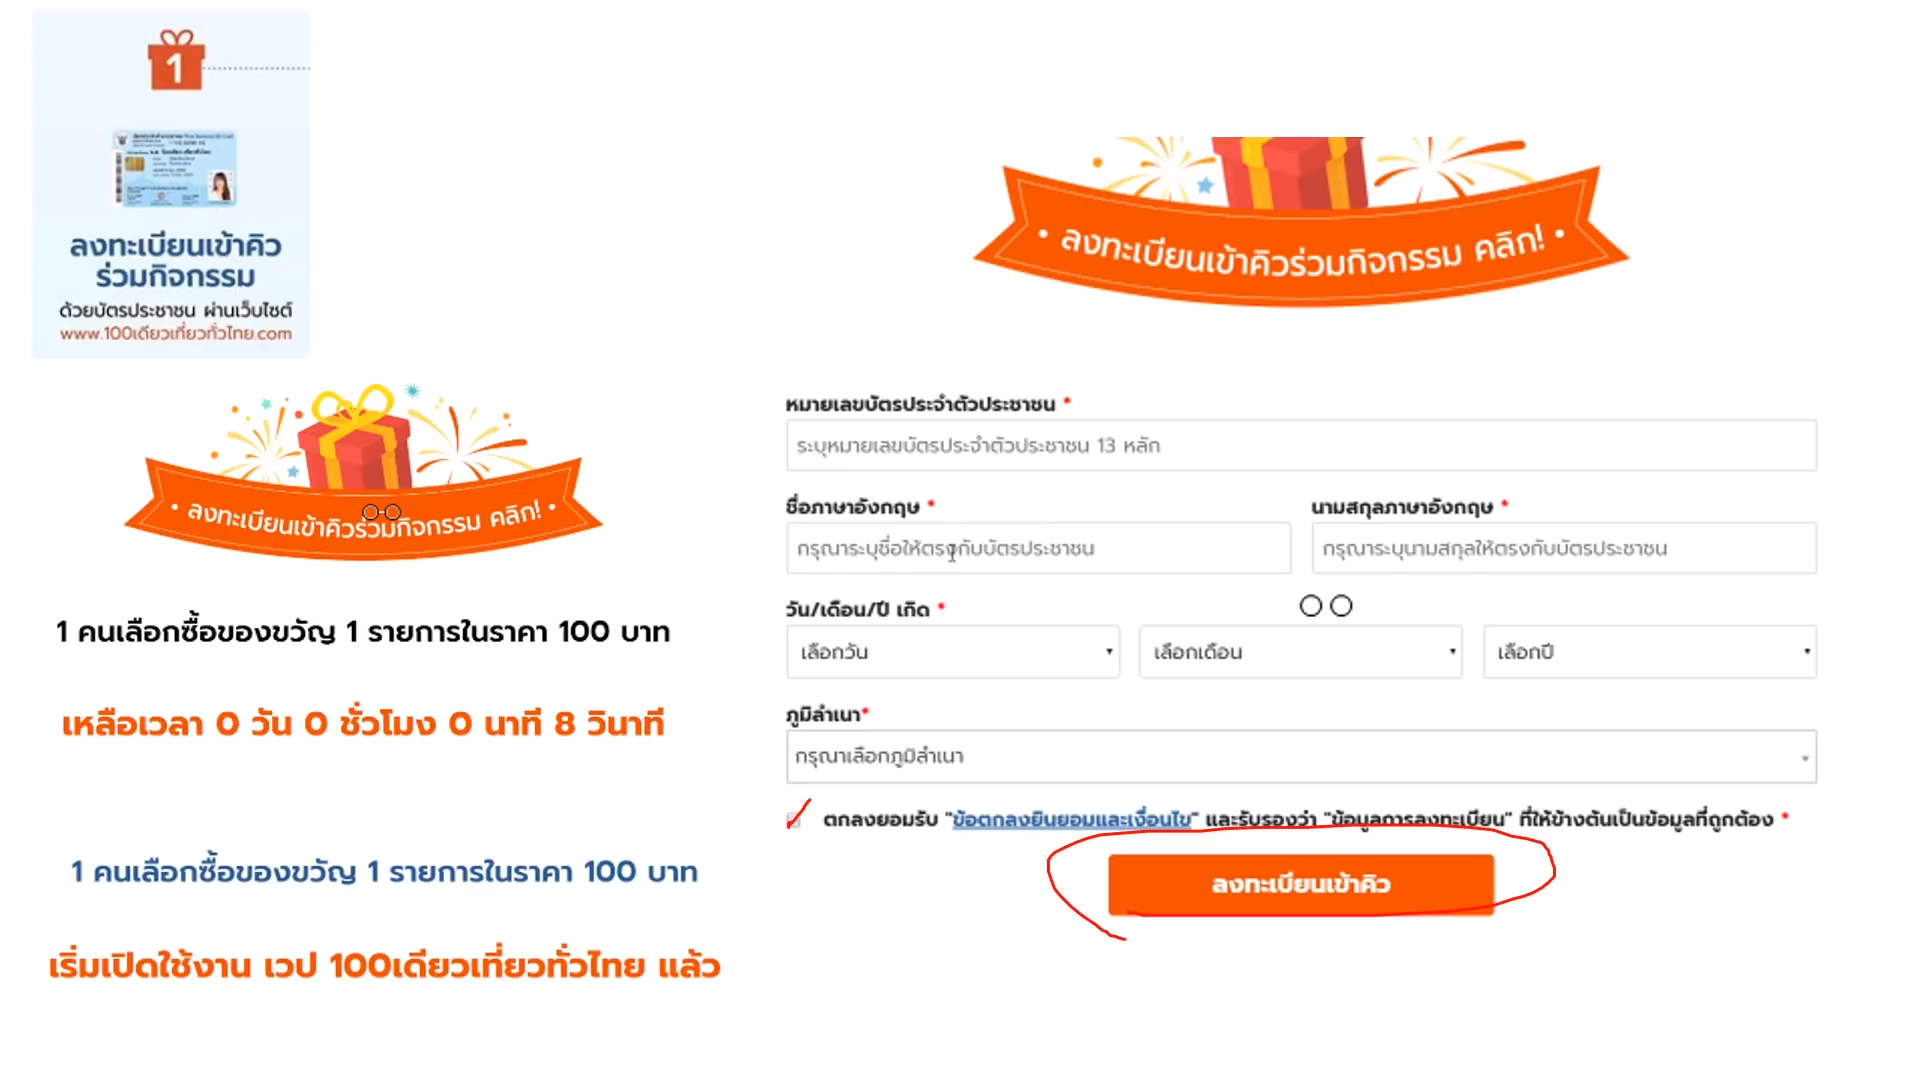 1
ลงทะเบียนเข้าคิว
ร่วมกิจกรรม
ด้วยบัตรประชาชน ผ่านเว็บไซต์
www.100เดียวเที่ยวทั่วไทย.com
• ลงทะเบียนเข้าคิวร่วมกิจกรรม คลิก! •
1 คนเลือกซื้อของขวัญ 1 รายการในราคา 100 บาท
เหลือเวลา 0 วัน 0 ชั่วโมง 0 นาที 8 วินาที
1 คนเลือกซื้อของขวัญ 1 รายการในราคา 100 บาท
เริ่มเปิดใช้งาน เวป 100เดียวเที่ยวทั่วไทย แล้ว
• ลงทะเบียนเข้าคิวร่วมกิจกรรม คลิก! •
หมายเลขบัตรประจำตัวประชาชน *
ระบุหมายเลขบัตรประจำตัวประชาชน 13 หลัก
ชื่อภาษาอังกฤษ * นามสกุลภาษาอังกฤษ *
กรุณาระบุชื่อให้ตรงกับบัตรประชาชน กรุณาระบุนามสกุลให้ตรงกับบัตรประชาชน
วัน/เดือน/ปี เกิด *
เลือกวัน เลือกเดือน เลือกปี
ภูมิลำเนา*
กรุณาเลือกภูมิลำเนา
ตกลงยอมรับ "ข้อตกลงยินยอมและเงื่อนไข" และรับรองว่า "ข้อมูลการลงทะเบียน" ที่ให้ข้างต้นเป็นข้อมูลที่ถูกต้อง *
ลงทะเบียนเข้าคิว